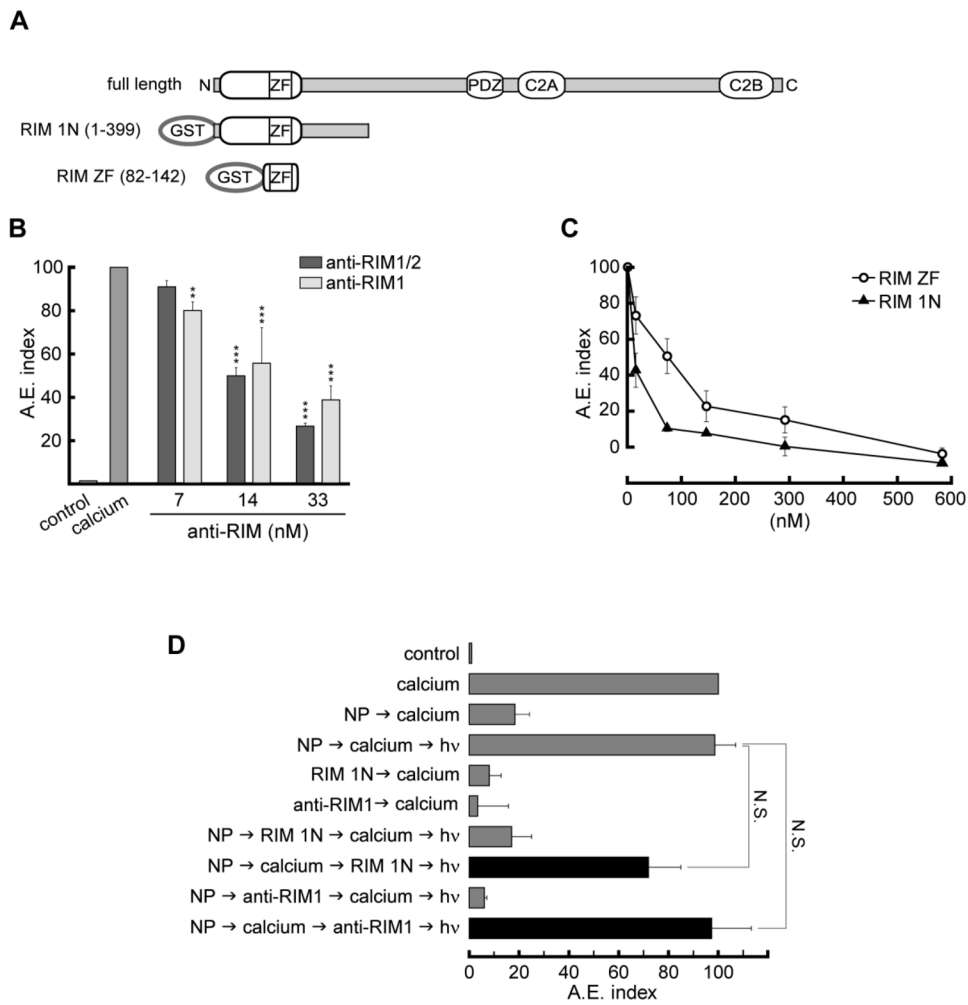 A
full length N ZF PDZ C2A C2B C
RIM 1N (1-399) GST ZF
RIM ZF (82-142) GST ZF
B
anti-RIM1/2
anti-RIM1
A.E. index
100
80
60
40
20
**
***
***
***
***
control calcium 7 14 33
anti-RIM (nM)
C
RIM ZF
RIM 1N
A.E. index
100
80
60
40
20
0
0 100 200 300 400 500 600
(nM)
D
control
calcium
NP → calcium
NP → calcium → hν
RIM 1N → calcium
anti-RIM1 → calcium
NP → RIM 1N → calcium → hν
NP → calcium → RIM 1N → hν
NP → anti-RIM1 → calcium → hν
NP → calcium → anti-RIM1 → hν
N.S.
N.S.
0 20 40 60 80 100
A.E. index